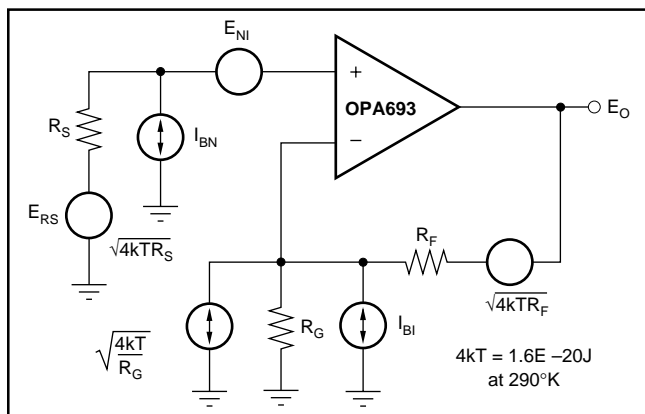 E_NI
+
OPA693
−
E_O
R_S
I_BN
E_RS
√4kTR_S
R_F
√4kTR_F
√4kT/R_G
R_G
I_BI
4kT = 1.6E –20J
at 290°K